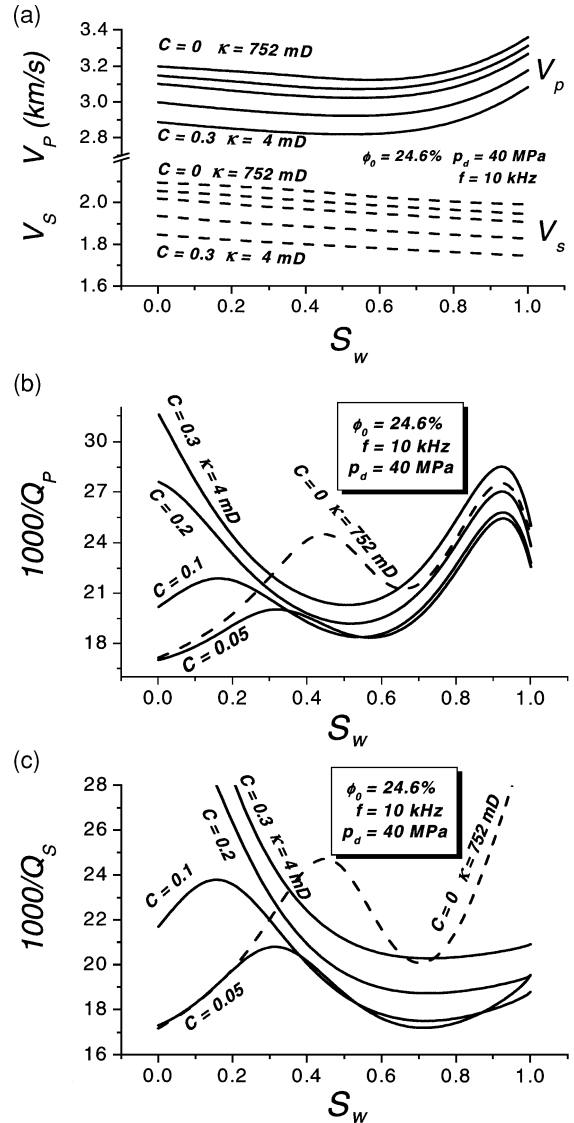 (a)
3.4
3.2
3.0
2.8
2.0
1.8
1.6
V_P (km/s)
V_S
C = 0 κ = 752 mD
V_p
C = 0.3 κ = 4 mD
ϕ_0 = 24.6% p_d = 40 MPa
f = 10 kHz
C = 0 κ = 752 mD
V_s
C = 0.3 κ = 4 mD
0.0 0.2 0.4 0.6 0.8 1.0
S_w
(b)
30
27
24
21
18
1000/Q_P
C = 0.3 κ = 4 mD
C = 0.2
C = 0.1
C = 0.05
C = 0 κ = 752 mD
ϕ_0 = 24.6%
f = 10 kHz
p_d = 40 MPa
0.0 0.2 0.4 0.6 0.8 1.0
S_w
(c)
28
26
24
22
20
18
16
1000/Q_S
C = 0.3 κ = 4 mD
C = 0.2
C = 0.1
C = 0.05
C = 0 κ = 752 mD
ϕ_0 = 24.6%
f = 10 kHz
p_d = 40 MPa
0.0 0.2 0.4 0.6 0.8 1.0
S_w